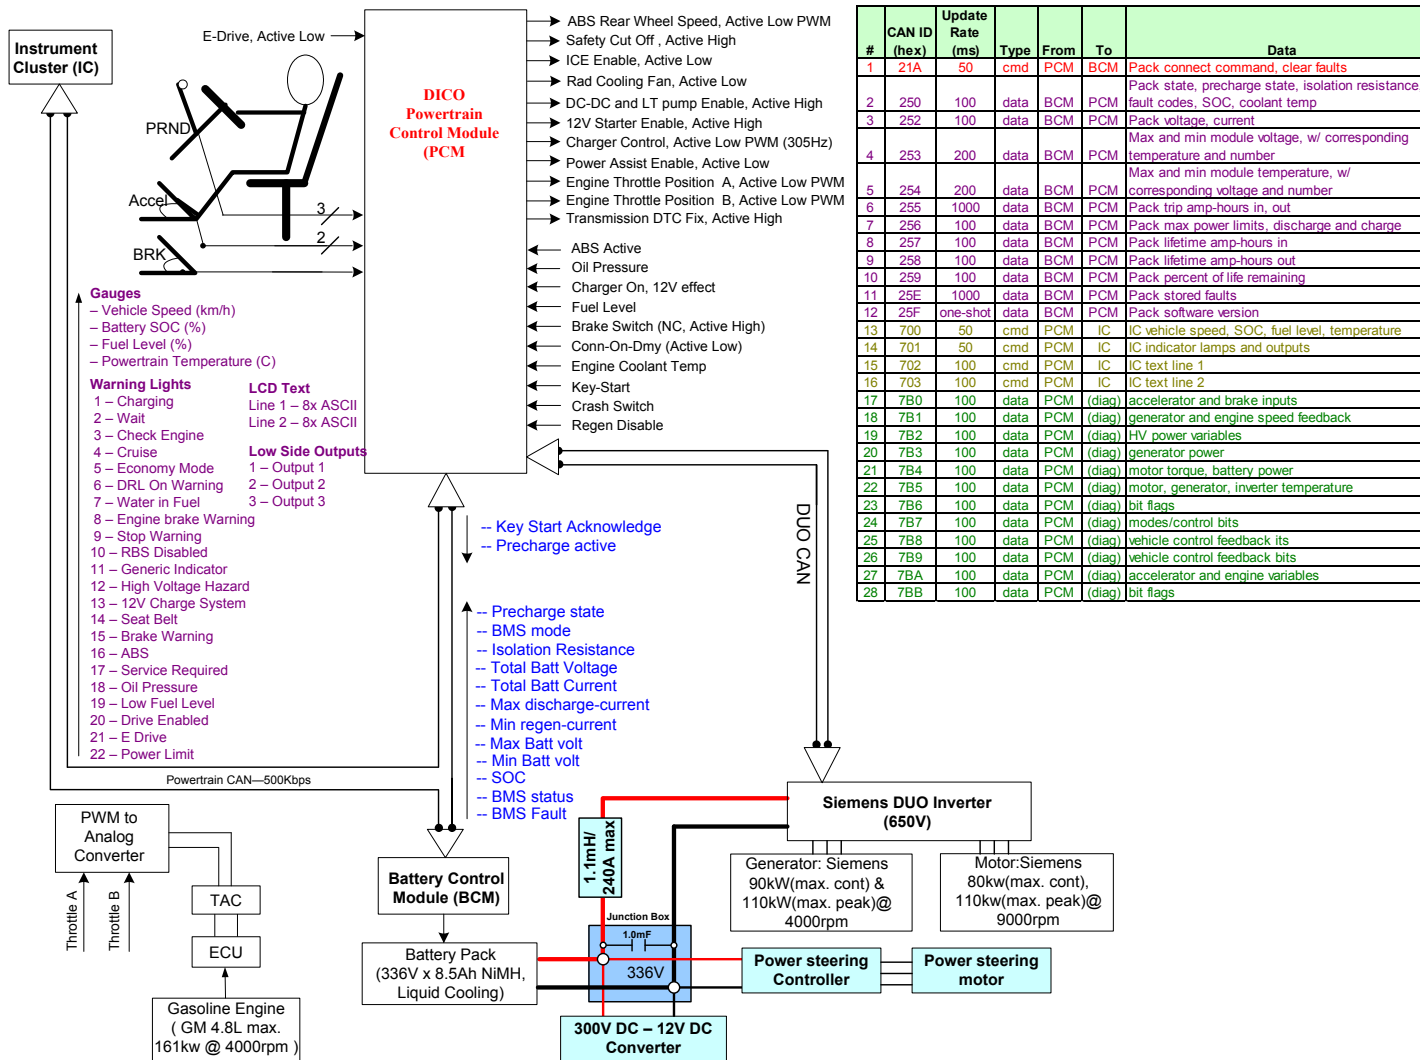 Instrument
Cluster (IC)
E-Drive, Active Low
PRND
Accel
BRK
3
2
DICO
Powertrain
Control Module
(PCM
ABS Rear Wheel Speed, Active Low PWM
Safety Cut Off , Active High
ICE Enable, Active Low
Rad Cooling Fan, Active Low
DC-DC and LT pump Enable, Active High
12V Starter Enable, Active High
Charger Control, Active Low PWM (305Hz)
Power Assist Enable, Active Low
Engine Throttle Position A, Active Low PWM
Engine Throttle Position B, Active Low PWM
Transmission DTC Fix, Active High
ABS Active
Oil Pressure
Charger On, 12V effect
Fuel Level
Brake Switch (NC, Active High)
Conn-On-Dmy (Active Low)
Engine Coolant Temp
Key-Start
Crash Switch
Regen Disable
# CAN ID (hex) Update Rate (ms) Type From To Data
1 21A 50 cmd PCM BCM Pack connect command, clear faults
2 250 100 data BCM PCM Pack state, precharge state, isolation resistance, fault codes, SOC, coolant temp
3 252 100 data BCM PCM Pack voltage, current
4 253 200 data BCM PCM Max and min module voltage, w/ corresponding temperature and number
5 254 200 data BCM PCM Max and min module temperature, w/ corresponding voltage and number
6 255 1000 data BCM PCM Pack trip amp-hours in, out
7 256 100 data BCM PCM Pack max power limits, discharge and charge
8 257 100 data BCM PCM Pack lifetime amp-hours in
9 258 100 data BCM PCM Pack lifetime amp-hours out
10 259 100 data BCM PCM Pack percent of life remaining
11 25E 1000 data BCM PCM Pack stored faults
12 25F one-shot data BCM PCM Pack software version
13 700 50 cmd PCM IC IC vehicle speed, SOC, fuel level, temperature
14 701 50 cmd PCM IC IC indicator lamps and outputs
15 702 100 cmd PCM IC IC text line 1
16 703 100 cmd PCM IC IC text line 2
17 7B0 100 data PCM (diag) accelerator and brake inputs
18 7B1 100 data PCM (diag) generator and engine speed feedback
19 7B2 100 data PCM (diag) HV power variables
20 7B3 100 data PCM (diag) generator power
21 7B4 100 data PCM (diag) motor torque, battery power
22 7B5 100 data PCM (diag) motor, generator, inverter temperature
23 7B6 100 data PCM (diag) bit flags
24 7B7 100 data PCM (diag) modes/control bits
25 7B8 100 data PCM (diag) vehicle control feedback its
26 7B9 100 data PCM (diag) vehicle control feedback bits
27 7BA 100 data PCM (diag) accelerator and engine variables
28 7BB 100 data PCM (diag) bit flags
Gauges
– Vehicle Speed (km/h)
– Battery SOC (%)
– Fuel Level (%)
– Powertrain Temperature (C)
Warning Lights
1 – Charging
2 – Wait
3 – Check Engine
4 – Cruise
5 – Economy Mode
6 – DRL On Warning
7 – Water in Fuel
8 – Engine brake Warning
9 – Stop Warning
10 – RBS Disabled
11 – Generic Indicator
12 – High Voltage Hazard
13 – 12V Charge System
14 – Seat Belt
15 – Brake Warning
16 – ABS
17 – Service Required
18 – Oil Pressure
19 – Low Fuel Level
20 – Drive Enabled
21 – E Drive
22 – Power Limit
LCD Text
Line 1 – 8x ASCII
Line 2 – 8x ASCII
Low Side Outputs
1 – Output 1
2 – Output 2
3 – Output 3
-- Key Start Acknowledge
-- Precharge active
-- Precharge state
-- BMS mode
-- Isolation Resistance
-- Total Batt Voltage
-- Total Batt Current
-- Max discharge-current
-- Min regen-current
-- Max Batt volt
-- Min Batt volt
-- SOC
-- BMS status
-- BMS Fault
DUO CAN
Powertrain CAN—500Kbps
PWM to
Analog
Converter
Throttle A
Throttle B
TAC
ECU
Gasoline Engine
( GM 4.8L max.
161kw @ 4000rpm )
Battery Control
Module (BCM)
Battery Pack
(336V x 8.5Ah NiMH,
Liquid Cooling)
1.1mH/
240A max
Junction Box
1.0mF
336V
Siemens DUO Inverter
(650V)
Generator: Siemens
90kW(max. cont) &
110kW(max. peak)@
4000rpm
Motor:Siemens
80kw(max. cont),
110kw(max. peak)@
9000rpm
Power steering
Controller
Power steering
motor
300V DC – 12V DC
Converter